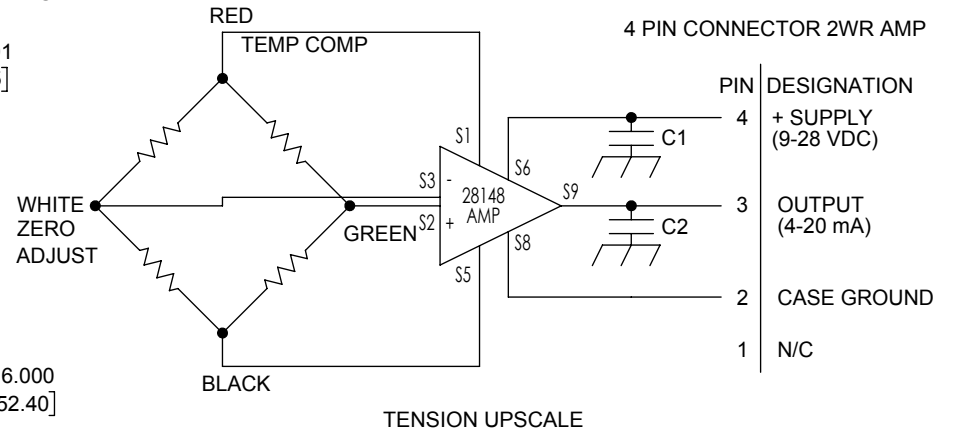 RED
TEMP COMP
4 PIN CONNECTOR 2WR AMP
PIN DESIGNATION
4 + SUPPLY
(9-28 VDC)
3 OUTPUT
(4-20 mA)
2 CASE GROUND
1 N/C
C1
C2
S1
S6
S3 -
28148
AMP
S9
S2 +
S8
S5
WHITE
ZERO
ADJUST
GREEN
BLACK
6.000
52.40]
TENSION UPSCALE